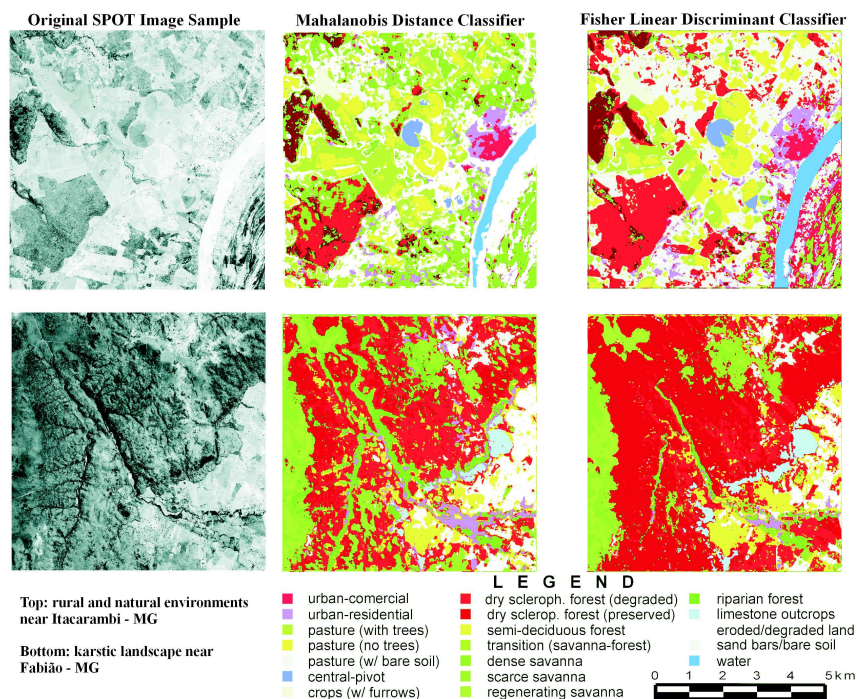 Original SPOT Image Sample
Mahalanobis Distance Classifier
Fisher Linear Discriminant Classifier
Top: rural and natural environments
near Itacarambi - MG
Bottom: karstic landscape near
Fabião - MG
L E G E N D
urban-comercial
urban-residential
pasture (with trees)
pasture (no trees)
pasture (w/ bare soil)
central-pivot
crops (w/ furrows)
dry scleroph. forest (degraded)
dry sclerop. forest (preserved)
semi-deciduous forest
transition (savanna-forest)
dense savanna
scarce savanna
regenerating savanna
riparian forest
limestone outcrops
eroded/degraded land
sand bars/bare soil
water
0 1 2 3 4 5 km